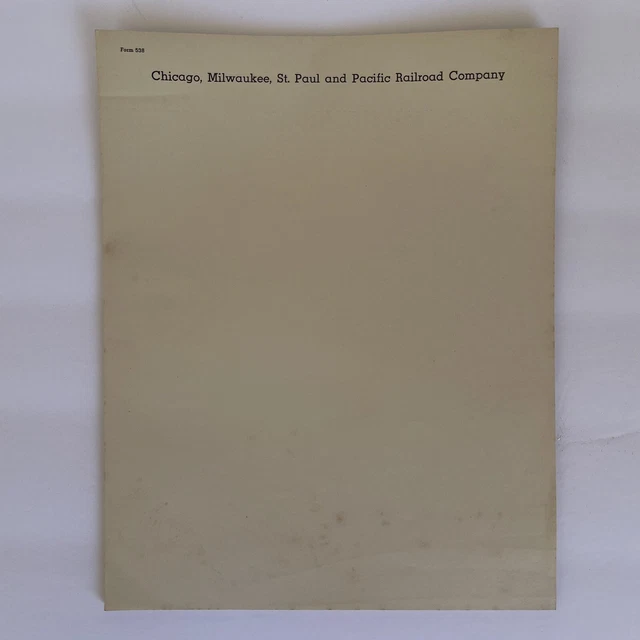 Form 538
Chicago, Milwaukee, St. Paul and Pacific Railroad Company